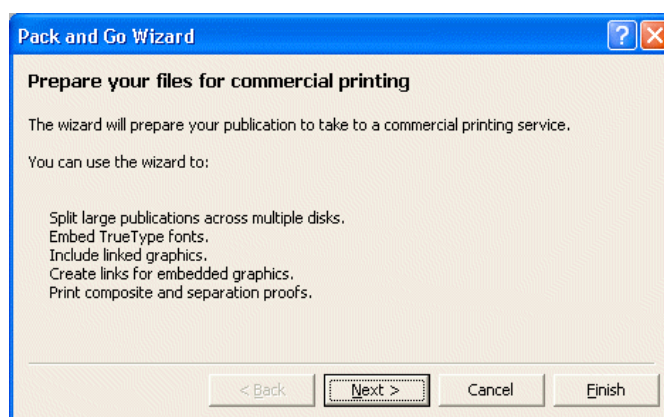 Pack and Go Wizard
?
X
Prepare your files for commercial printing
The wizard will prepare your publication to take to a commercial printing service.
You can use the wizard to:
Split large publications across multiple disks.
Embed TrueType fonts.
Include linked graphics.
Create links for embedded graphics.
Print composite and separation proofs.
< Back Next > Cancel Finish